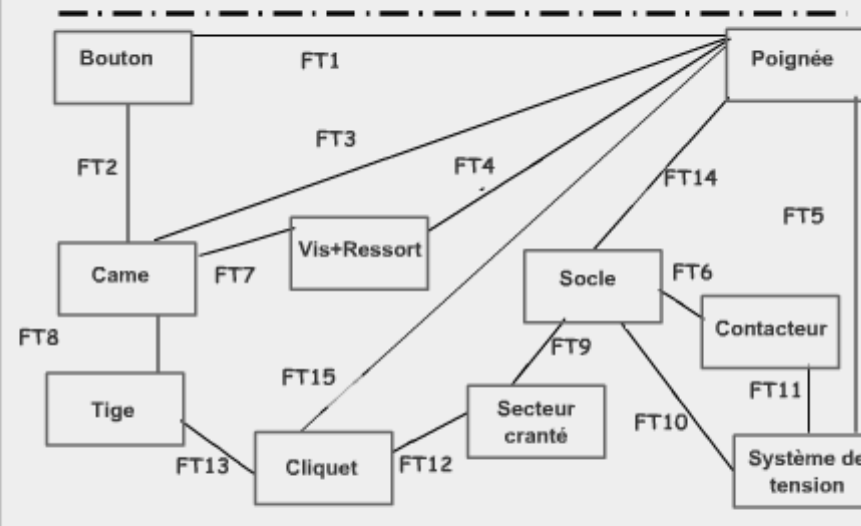 Bouton
Poignée
FT1
FT3
FT2
FT4
FT14
FT5
Vis+Ressort
Came
FT7
Socle
FT6
Contacteur
FT8
FT9
FT15
FT11
Tige
Secteur
cranté
FT10
FT13
Cliquet
FT12
Système de
tension